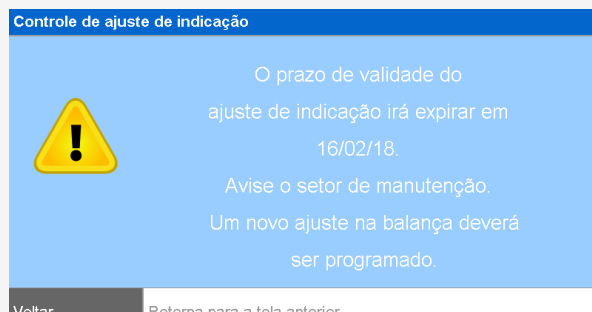 Controle de ajuste de indicação
O prazo de validade do
ajuste de indicação irá expirar em
16/02/18.
Avise o setor de manutenção.
Um novo ajuste na balança deverá
ser programado.
Voltar
Retorna para a tela anterior